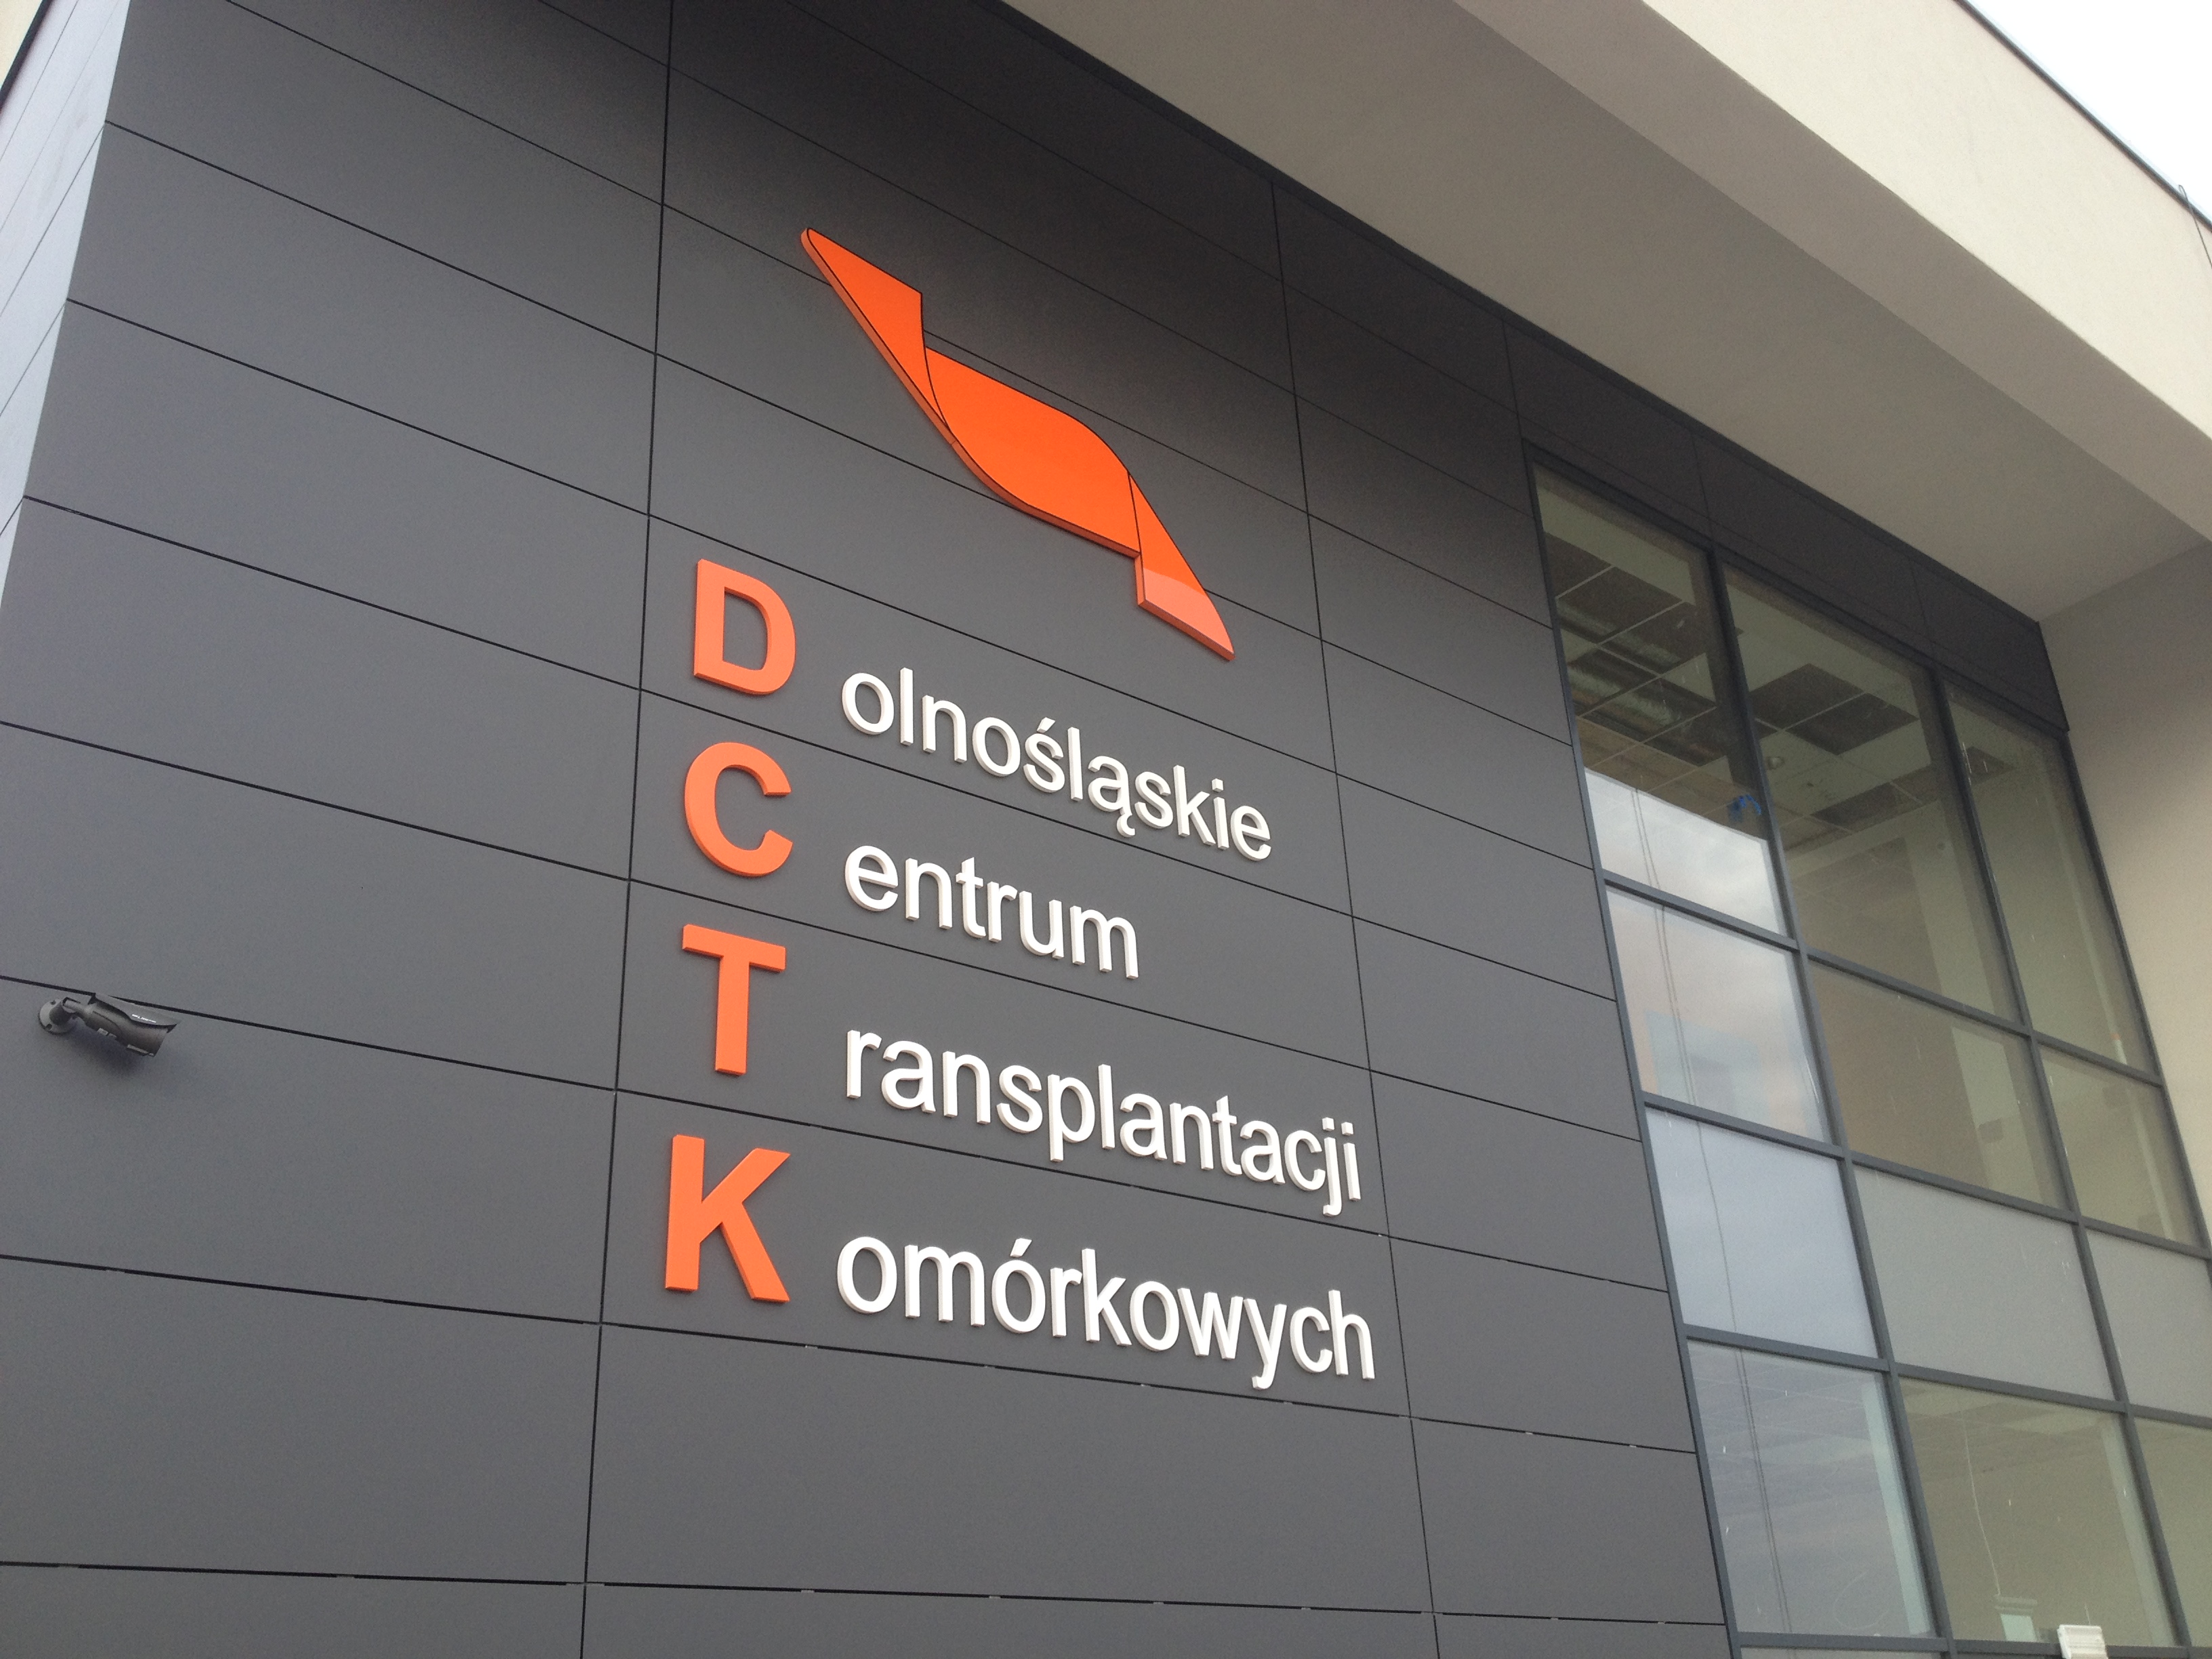 Dolnośląskie
Centrum
Transplantacji
Komórkowych